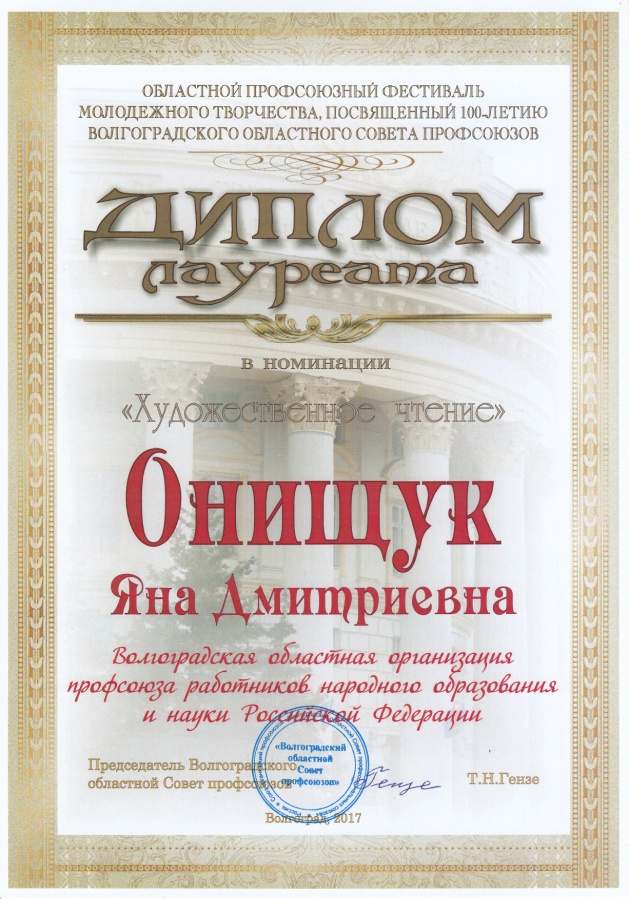 ОБЛАСТНОЙ ПРОФСОЮЗНЫЙ ФЕСТИВАЛЬ
МОЛОДЕЖНОГО ТВОРЧЕСТВА, ПОСВЯЩЕННЫЙ 100-ЛЕТИЮ
ВОЛГОГРАДСКОГО ОБЛАСТНОГО СОВЕТА ПРОФСОЮЗОВ
ДИПЛОМ
лауреата
в номинации
«Художественное чтение»
Онищук
Яна Дмитриевна
Волгоградская областная организация
профсоюза работников народного образования
и науки Российской Федерации
Председатель Волгоградского
областной Совет профсоюзов
Т.Н.Гензе
«Волгоградский
областной
Совет
профсоюзов»
Волгоград, 2017